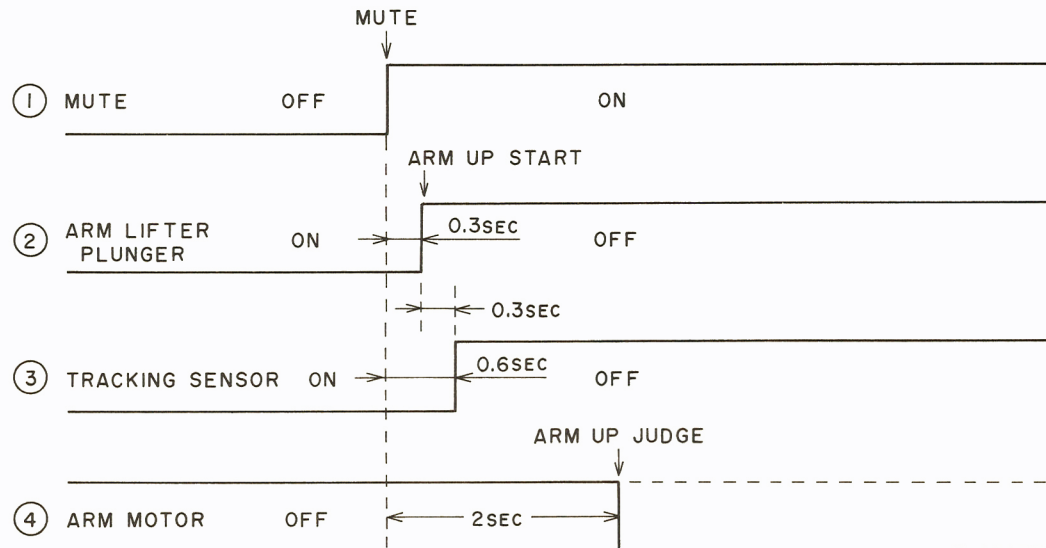 MUTE
① MUTE OFF ON
ARM UP START
② ARM LIFTER PLUNGER ON 0.3SEC OFF
0.3SEC
③ TRACKING SENSOR ON 0.6SEC OFF
ARM UP JUDGE
④ ARM MOTOR OFF 2SEC